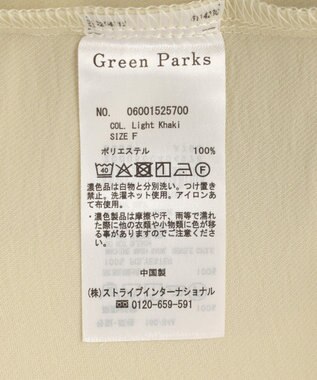 Green Parks
NO. 06001525700
COL. Light Khaki
SIZE F
ポリエステル 100%
40 F
濃色品は白物と分別洗い。つけ置き
禁止。洗濯ネット使用。アイロンあ
て布使用。
濃色品は摩擦や汗、雨等で濡れ
た際に他の衣類や小物類に色が移
る事がありますのでご注意下さい。
中国製
(株)ストライプインターナショナル
0120-659-591